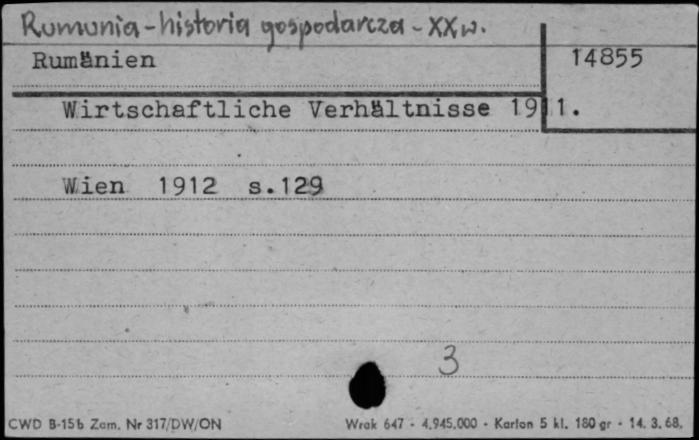 Rumunia - historia gospodarcza - XX w.
Rumänien
14855
Wirtschaftliche Verhältnisse 1911.
Wien 1912 s.129
3
CWD B-15b Zam. Nr 317/DW/ON
Wrak 647 - 4.945.000 - Karton 5 kl. 180 gr - 14. 3. 68.